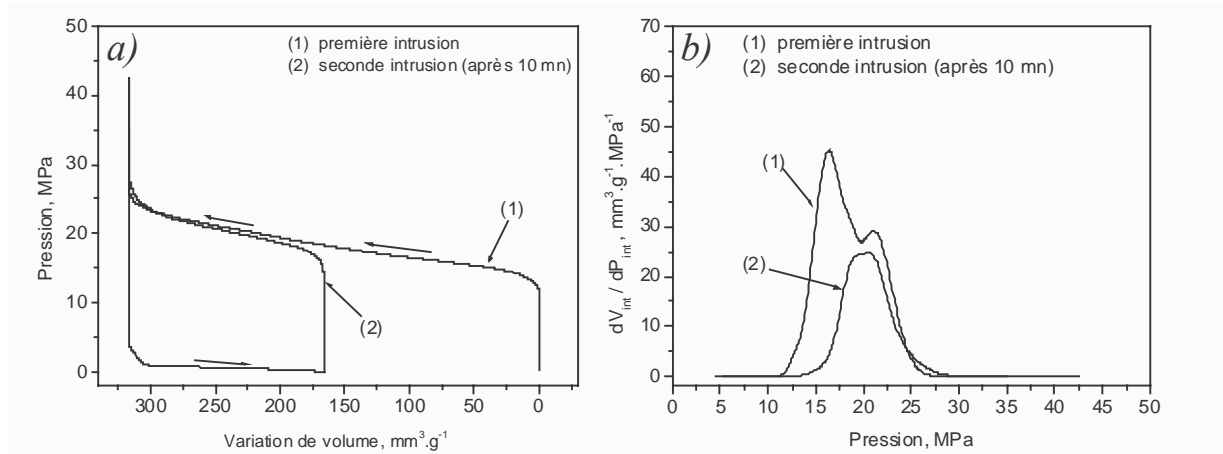 a)
(1) première intrusion
(2) seconde intrusion (après 10 mn)
50
40
30
20
10
0
Pression, MPa
(1)
(2)
300 250 200 150 100 50 0
Variation de volume, mm³.g⁻¹
b)
(1) première intrusion
(2) seconde intrusion (après 10 mn)
70
60
50
40
30
20
10
0
dV_int / dP_int, mm³.g⁻¹.MPa⁻¹
(1)
(2)
0 5 10 15 20 25 30 35 40 45 50
Pression, MPa